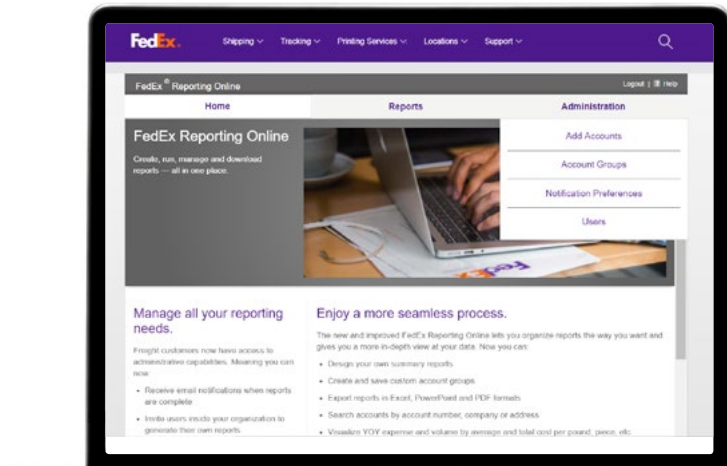 FedEx. Shipping Tracking Printing Services Locations Support
FedEx ® Reporting Online Logout | Help
Home Reports Administration
Add Accounts
Account Groups
Notification Preferences
Users
FedEx Reporting Online
Create, run, manage and download
reports — all in one place.
FedEx
Manage all your reporting
needs.
Freight customers now have access to
administrative capabilities. Meaning you can
now:
• Receive email notifications when reports
are complete
• Invite users inside your organization to
generate their own reports
Enjoy a more seamless process.
The new and improved FedEx Reporting Online lets you organize reports the way you want and
gives you a more in-depth view at your data. Now you can:
• Design your own summary reports
• Create and save custom account groups
• Export reports in Excel, PowerPoint and PDF formats
• Search accounts by account number, company or address
• Visualize YOY expense and volume by average and total cost per pound, piece, etc